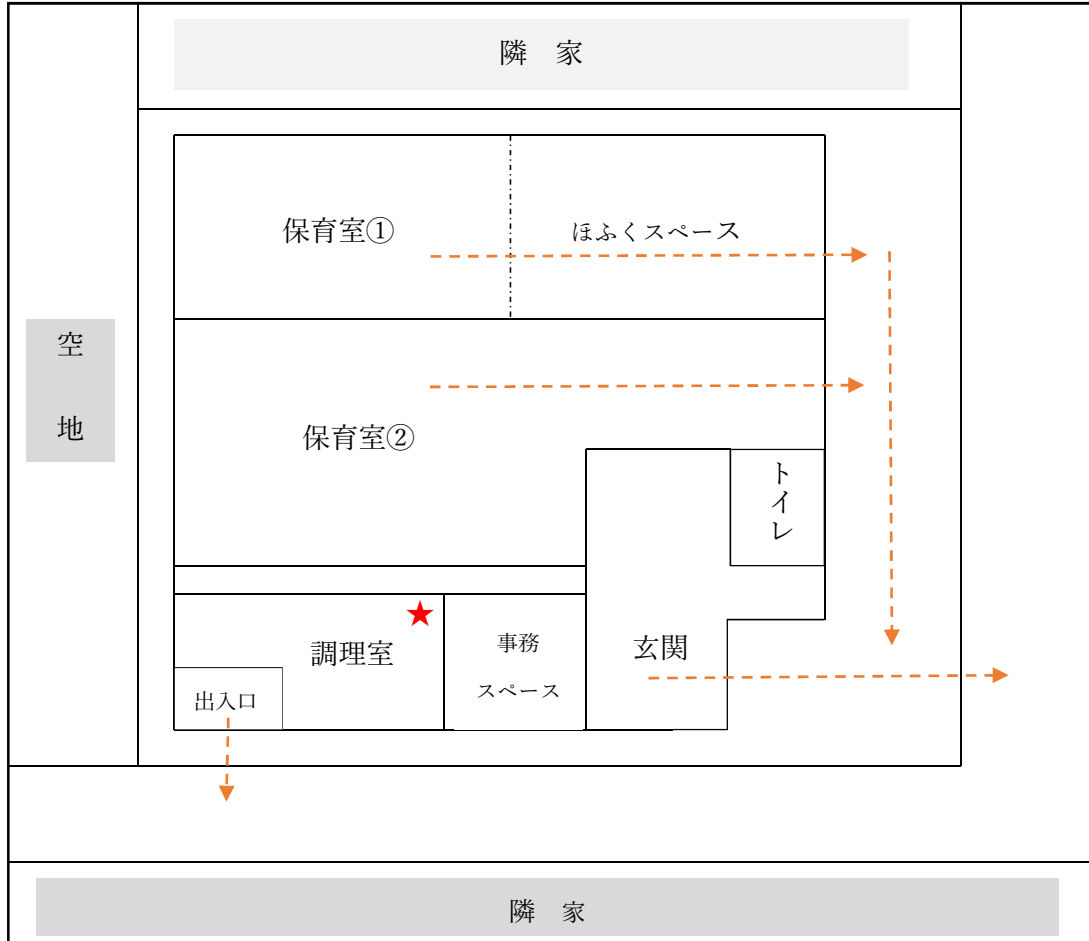 隣 家
保育室①
ほふくスペース
空
地
保育室②
トイレ
調理室
事務
スペース
玄関
出入口
隣 家